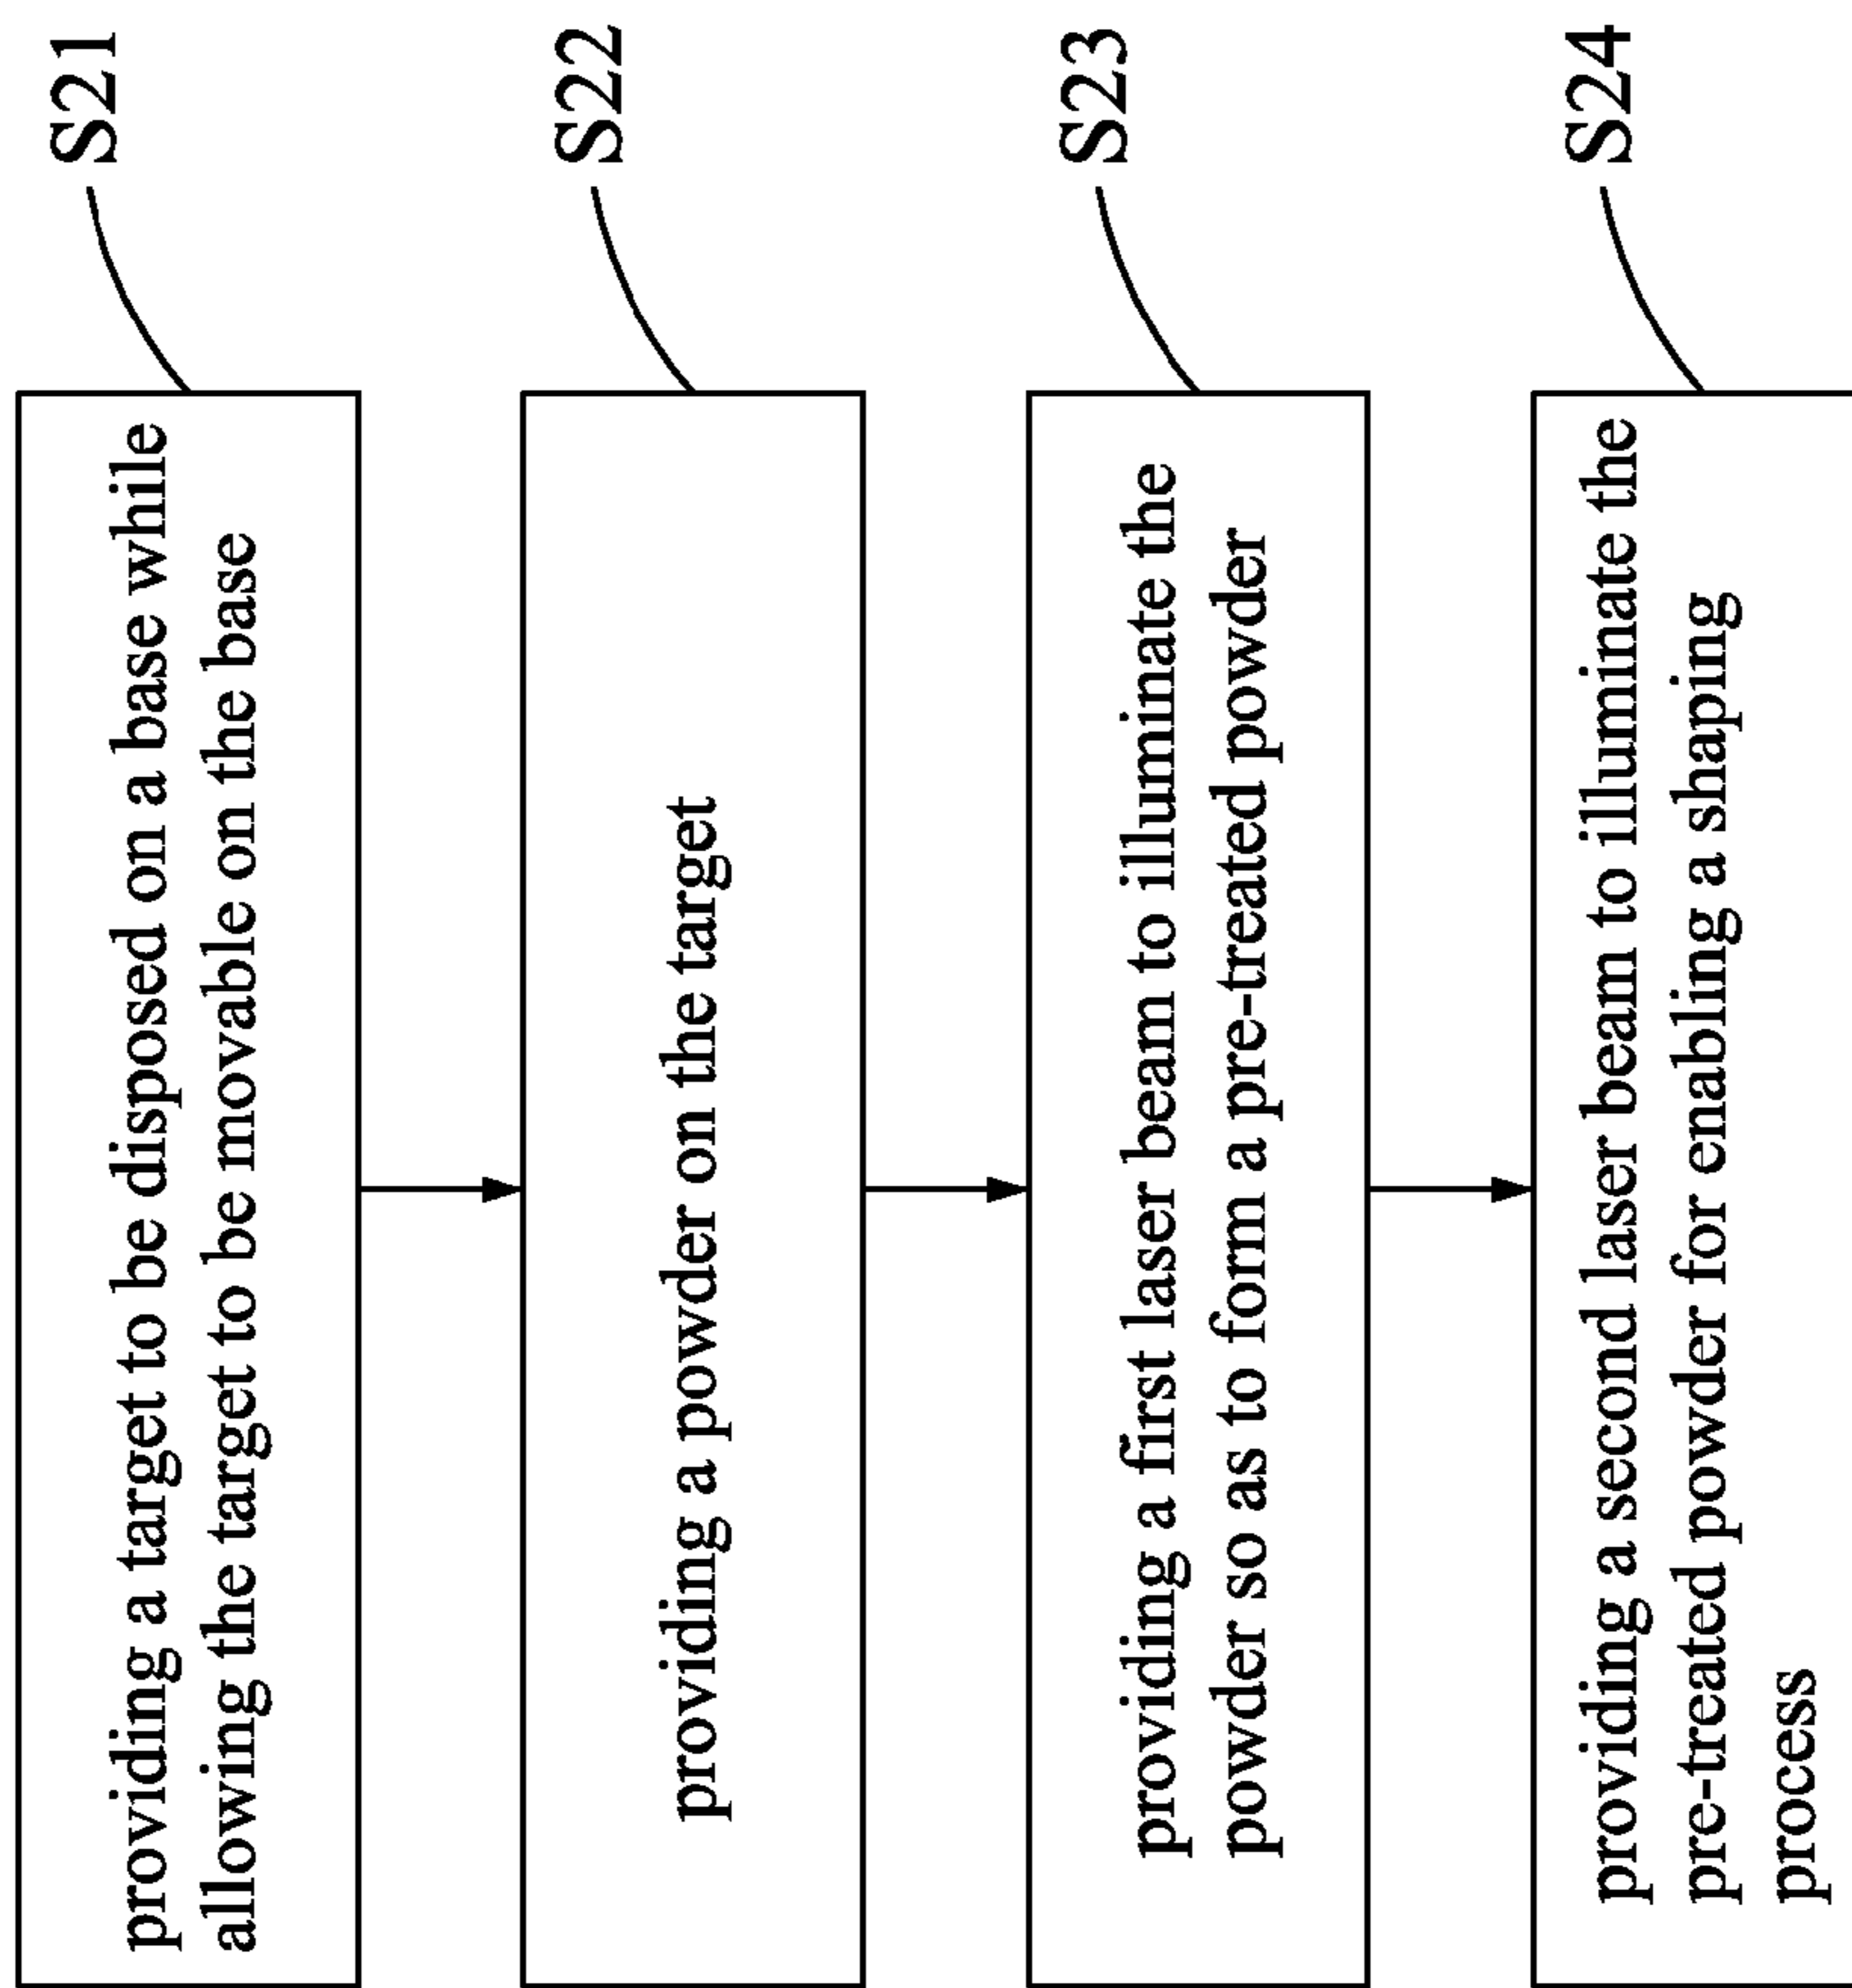 providing a target to be disposed on a base while
allowing the target to be movable on the base
S21
providing a powder on the target
S22
providing a first laser beam to illuminate the
powder so as to form a pre-treated powder
S23
providing a second laser beam to illuminate the
pre-treated powder for enabling a shaping
process
S24